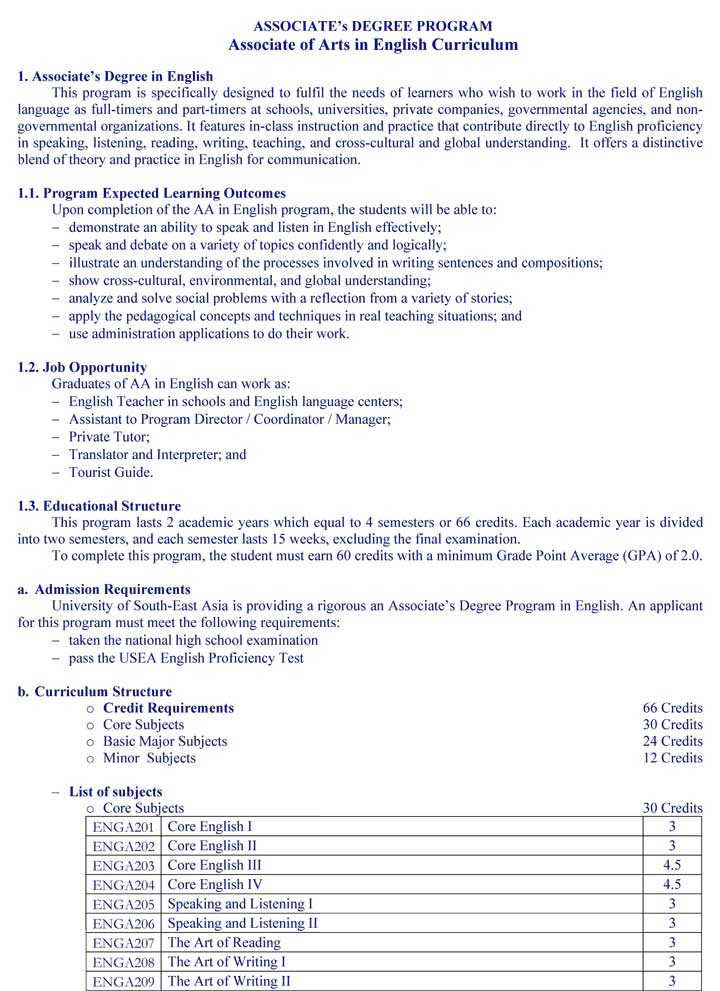 ASSOCIATE's DEGREE PROGRAM
Associate of Arts in English Curriculum
1. Associate's Degree in English
This program is specifically designed to fulfil the needs of learners who wish to work in the field of English
language as full-timers and part-timers at schools, universities, private companies, governmental agencies, and non-
governmental organizations. It features in-class instruction and practice that contribute directly to English proficiency
in speaking, listening, reading, writing, teaching, and cross-cultural and global understanding. It offers a distinctive
blend of theory and practice in English for communication.
1.1. Program Expected Learning Outcomes
Upon completion of the AA in English program, the students will be able to:
– demonstrate an ability to speak and listen in English effectively;
– speak and debate on a variety of topics confidently and logically;
– illustrate an understanding of the processes involved in writing sentences and compositions;
– show cross-cultural, environmental, and global understanding;
– analyze and solve social problems with a reflection from a variety of stories;
– apply the pedagogical concepts and techniques in real teaching situations; and
– use administration applications to do their work.
1.2. Job Opportunity
Graduates of AA in English can work as:
– English Teacher in schools and English language centers;
– Assistant to Program Director / Coordinator / Manager;
– Private Tutor;
– Translator and Interpreter; and
– Tourist Guide.
1.3. Educational Structure
This program lasts 2 academic years which equal to 4 semesters or 66 credits. Each academic year is divided
into two semesters, and each semester lasts 15 weeks, excluding the final examination.
To complete this program, the student must earn 60 credits with a minimum Grade Point Average (GPA) of 2.0.
a. Admission Requirements
University of South-East Asia is providing a rigorous an Associate's Degree Program in English. An applicant
for this program must meet the following requirements:
– taken the national high school examination
– pass the USEA English Proficiency Test
b. Curriculum Structure
o Credit Requirements 66 Credits
o Core Subjects 30 Credits
o Basic Major Subjects 24 Credits
o Minor Subjects 12 Credits
– List of subjects
o Core Subjects 30 Credits
ENGA201 Core English I 3
ENGA202 Core English II 3
ENGA203 Core English III 4.5
ENGA204 Core English IV 4.5
ENGA205 Speaking and Listening I 3
ENGA206 Speaking and Listening II 3
ENGA207 The Art of Reading 3
ENGA208 The Art of Writing I 3
ENGA209 The Art of Writing II 3